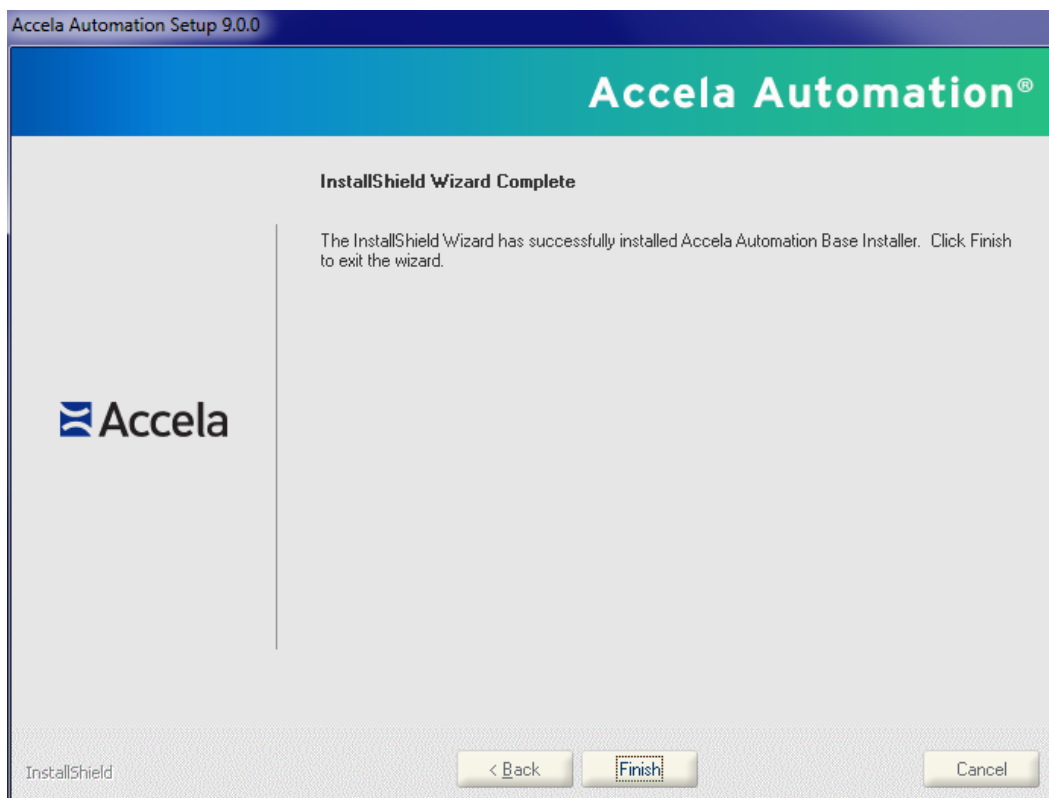 Accela Automation Setup 9.0.0
Accela Automation®
InstallShield Wizard Complete
The InstallShield Wizard has successfully installed Accela Automation Base Installer. Click Finish
to exit the wizard.
Accela
InstallShield
< Back
Finish
Cancel